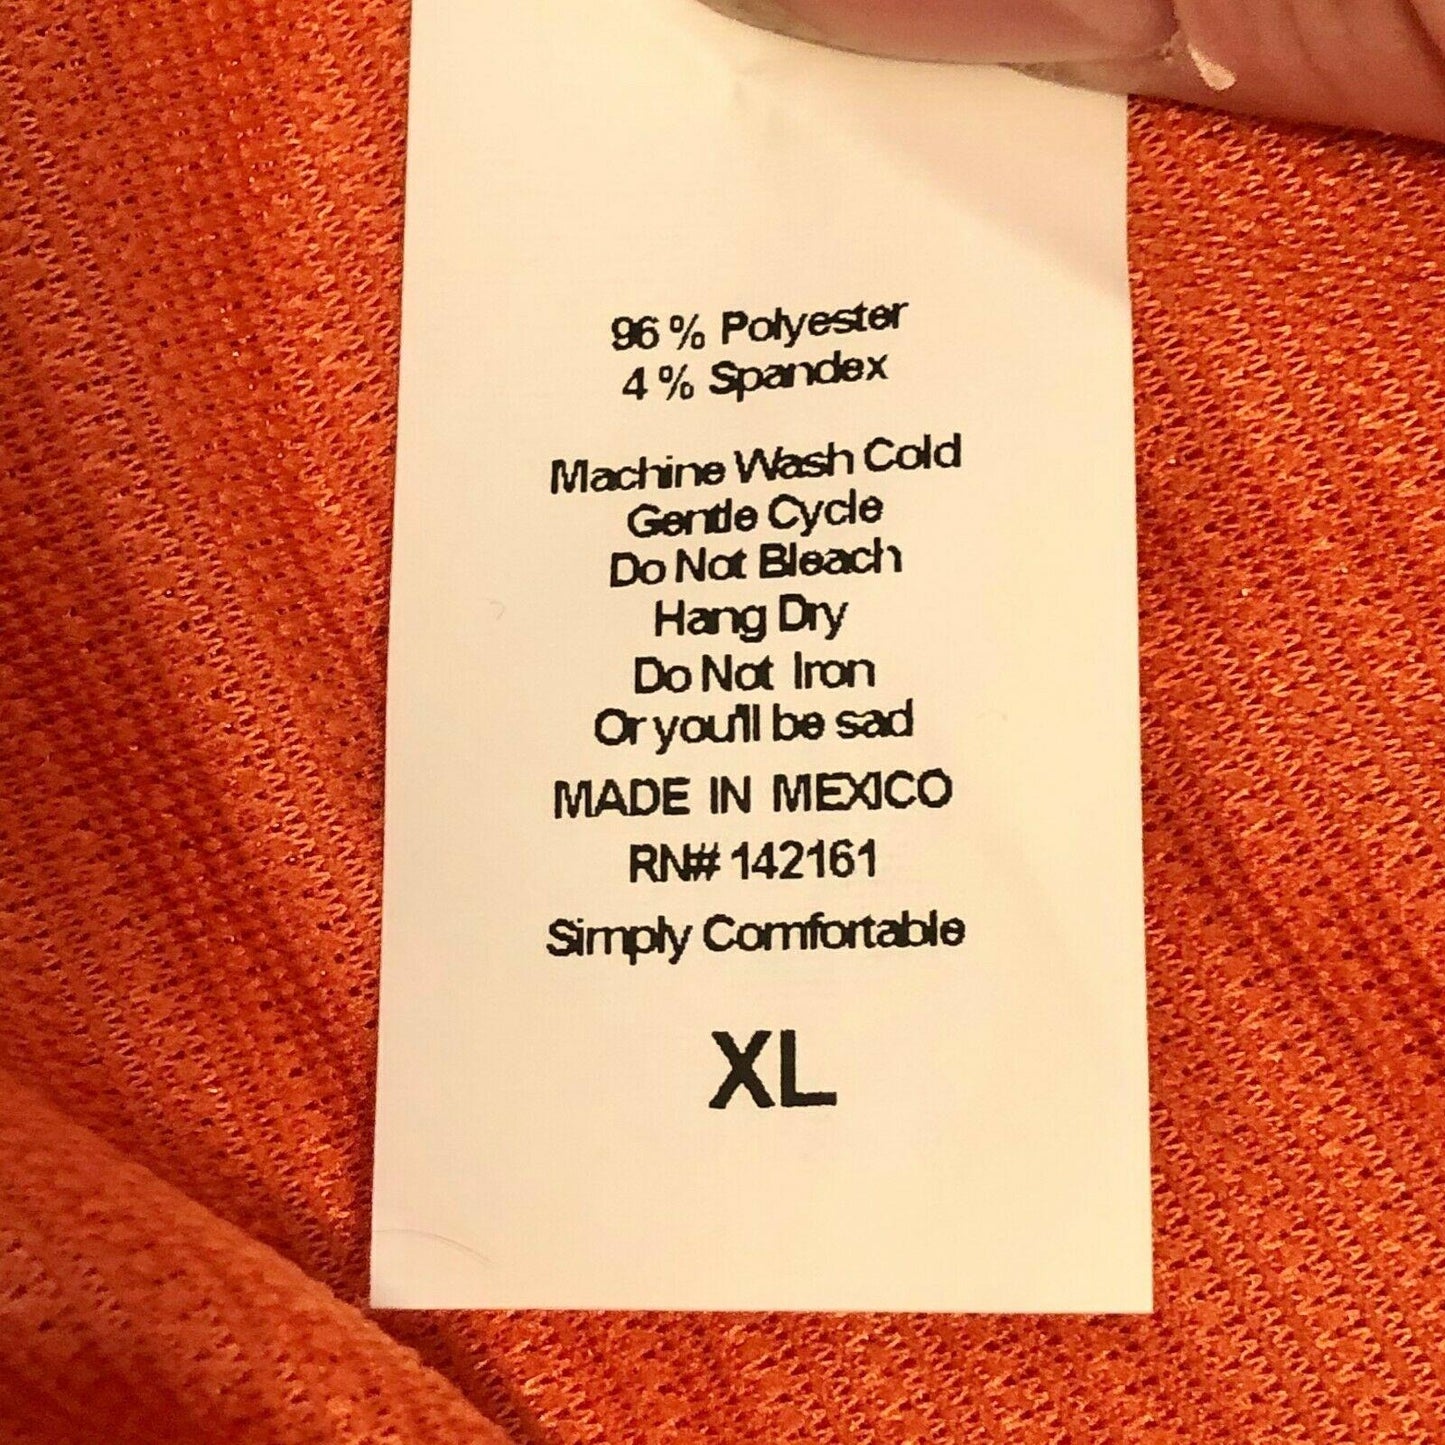 96 % Polyester
4 % Spandex
Machine Wash Cold
Gentle Cycle
Do Not Bleach
Hang Dry
Do Not Iron
Or you'll be sad
MADE IN MEXICO
RN# 142161
Simply Comfortable
XL